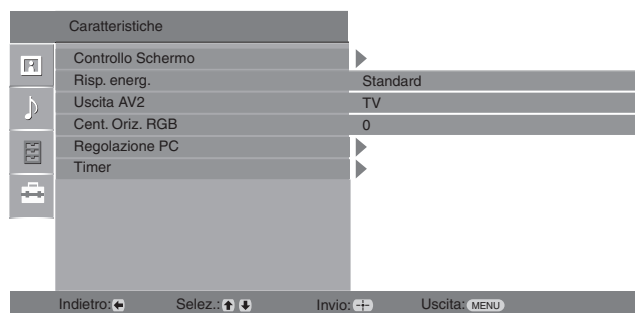 Caratteristiche
Controllo Schermo
Risp. energ. Standard
Uscita AV2 TV
Cent. Oriz. RGB 0
Regolazione PC
Timer
Indietro: Selez.: Invio: Uscita: MENU